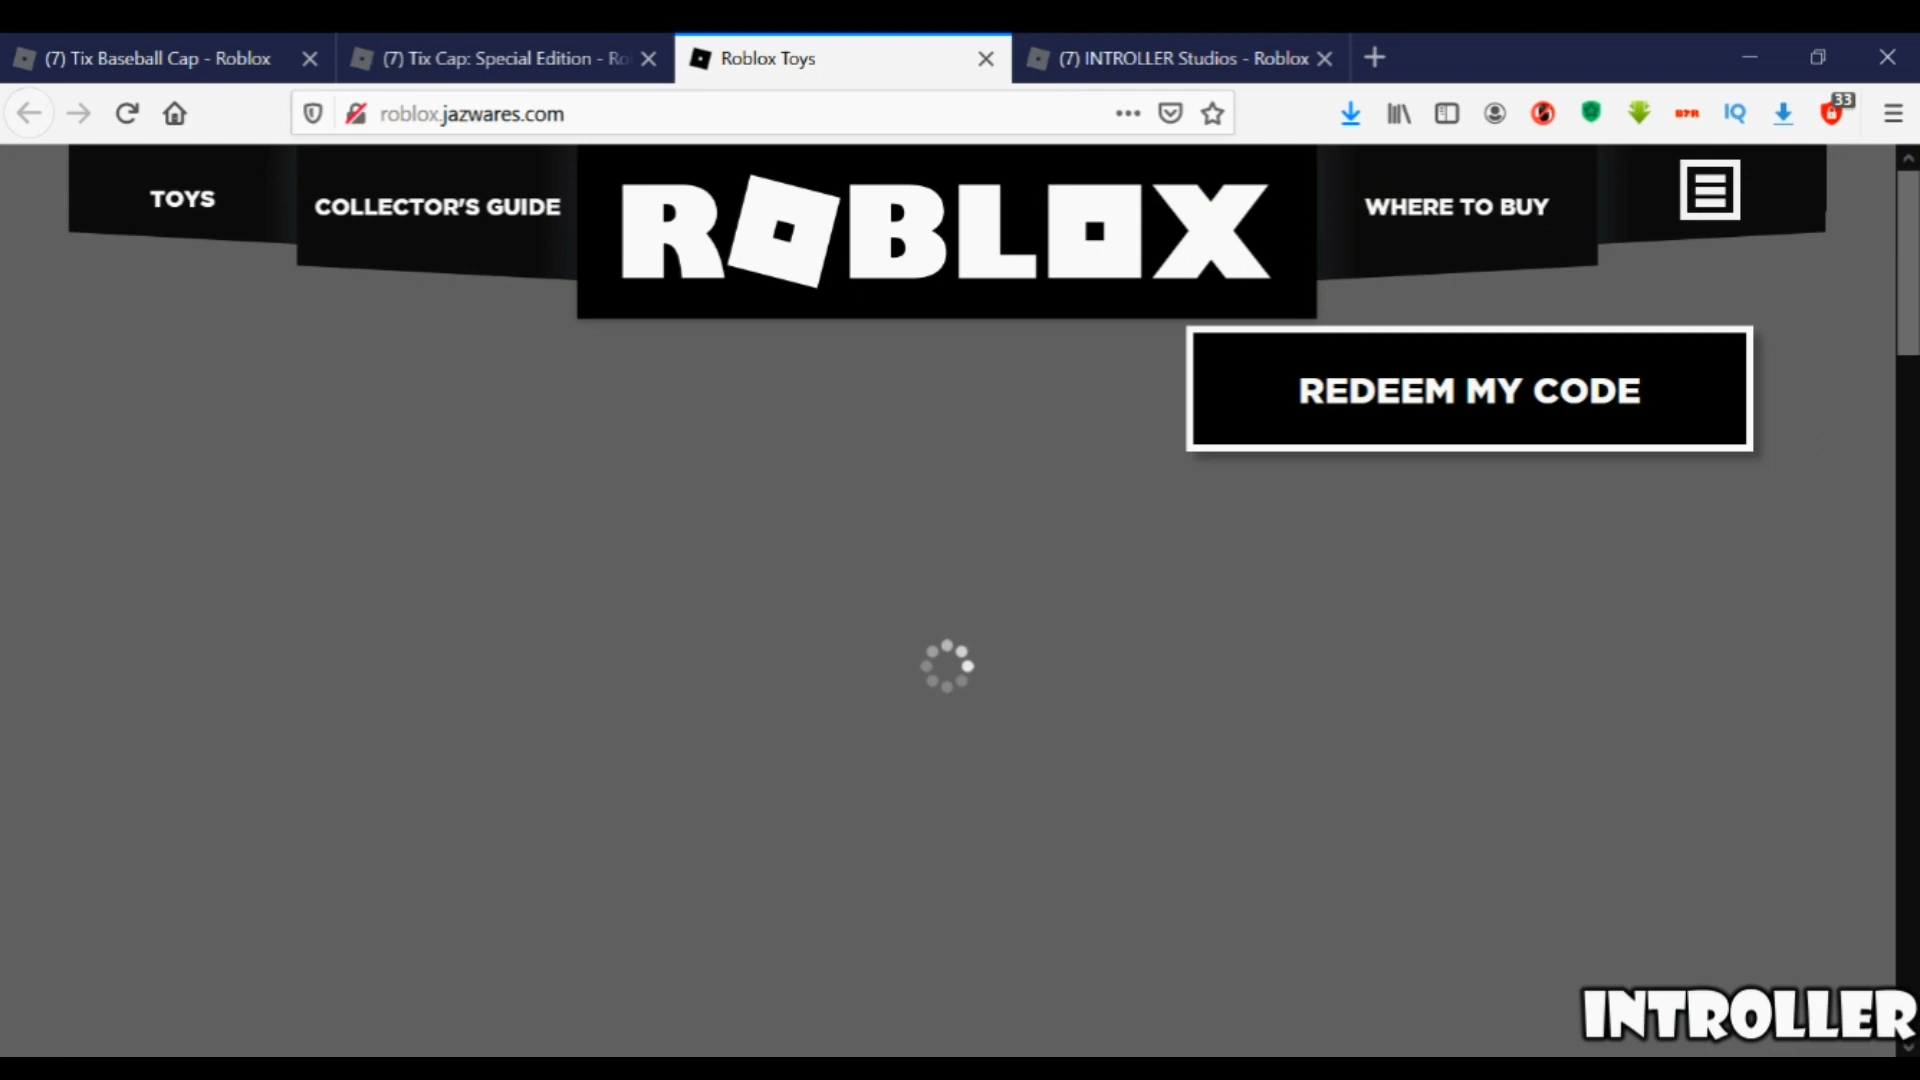 (7) Tix Baseball Cap - Roblox
(7) Tix Cap: Special Edition - Ro
Roblox Toys
(7) INTROLLER Studios - Roblox
roblox.jazwares.com
IQ
33
TOYS
COLLECTOR'S GUIDE
ROBLOX
WHERE TO BUY
REDEEM MY CODE
INTROLLER